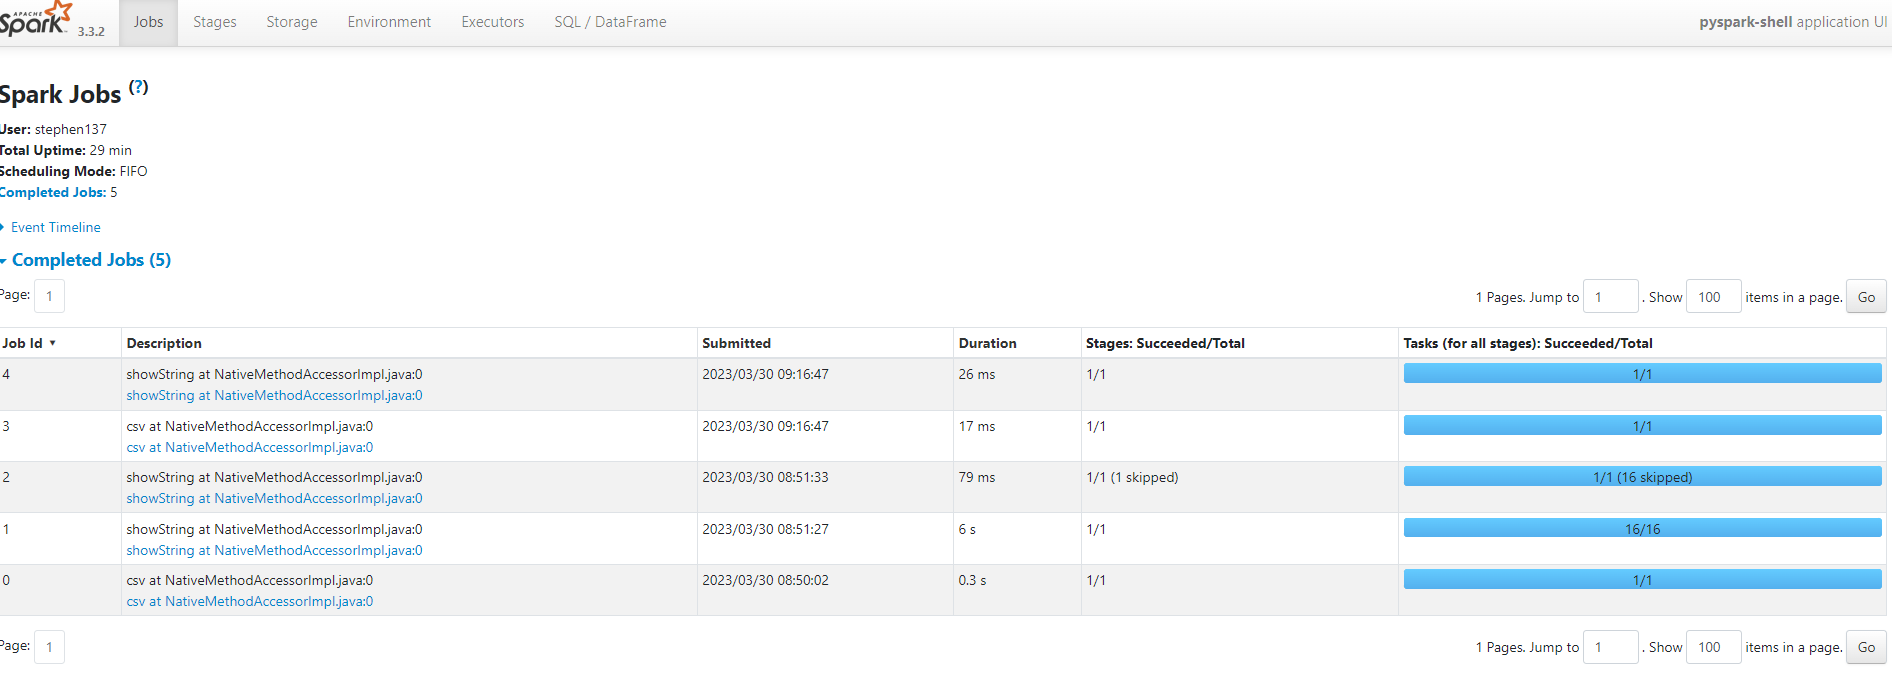 APACHE
Spark 3.3.2 Jobs Stages Storage Environment Executors SQL / DataFrame pyspark-shell application UI
Spark Jobs (?)
User: stephen137
Total Uptime: 29 min
Scheduling Mode: FIFO
Completed Jobs: 5
Event Timeline
Completed Jobs (5)
Page: 1 1 Pages. Jump to 1 . Show 100 items in a page. Go
Job Id ▾ Description Submitted Duration Stages: Succeeded/Total Tasks (for all stages): Succeeded/Total
4 showString at NativeMethodAccessorImpl.java:0 2023/03/30 09:16:47 26 ms 1/1 1/1
showString at NativeMethodAccessorImpl.java:0
3 csv at NativeMethodAccessorImpl.java:0 2023/03/30 09:16:47 17 ms 1/1 1/1
csv at NativeMethodAccessorImpl.java:0
2 showString at NativeMethodAccessorImpl.java:0 2023/03/30 08:51:33 79 ms 1/1 (1 skipped) 1/1 (16 skipped)
showString at NativeMethodAccessorImpl.java:0
1 showString at NativeMethodAccessorImpl.java:0 2023/03/30 08:51:27 6 s 1/1 16/16
showString at NativeMethodAccessorImpl.java:0
0 csv at NativeMethodAccessorImpl.java:0 2023/03/30 08:50:02 0.3 s 1/1 1/1
csv at NativeMethodAccessorImpl.java:0
Page: 1 1 Pages. Jump to 1 . Show 100 items in a page. Go